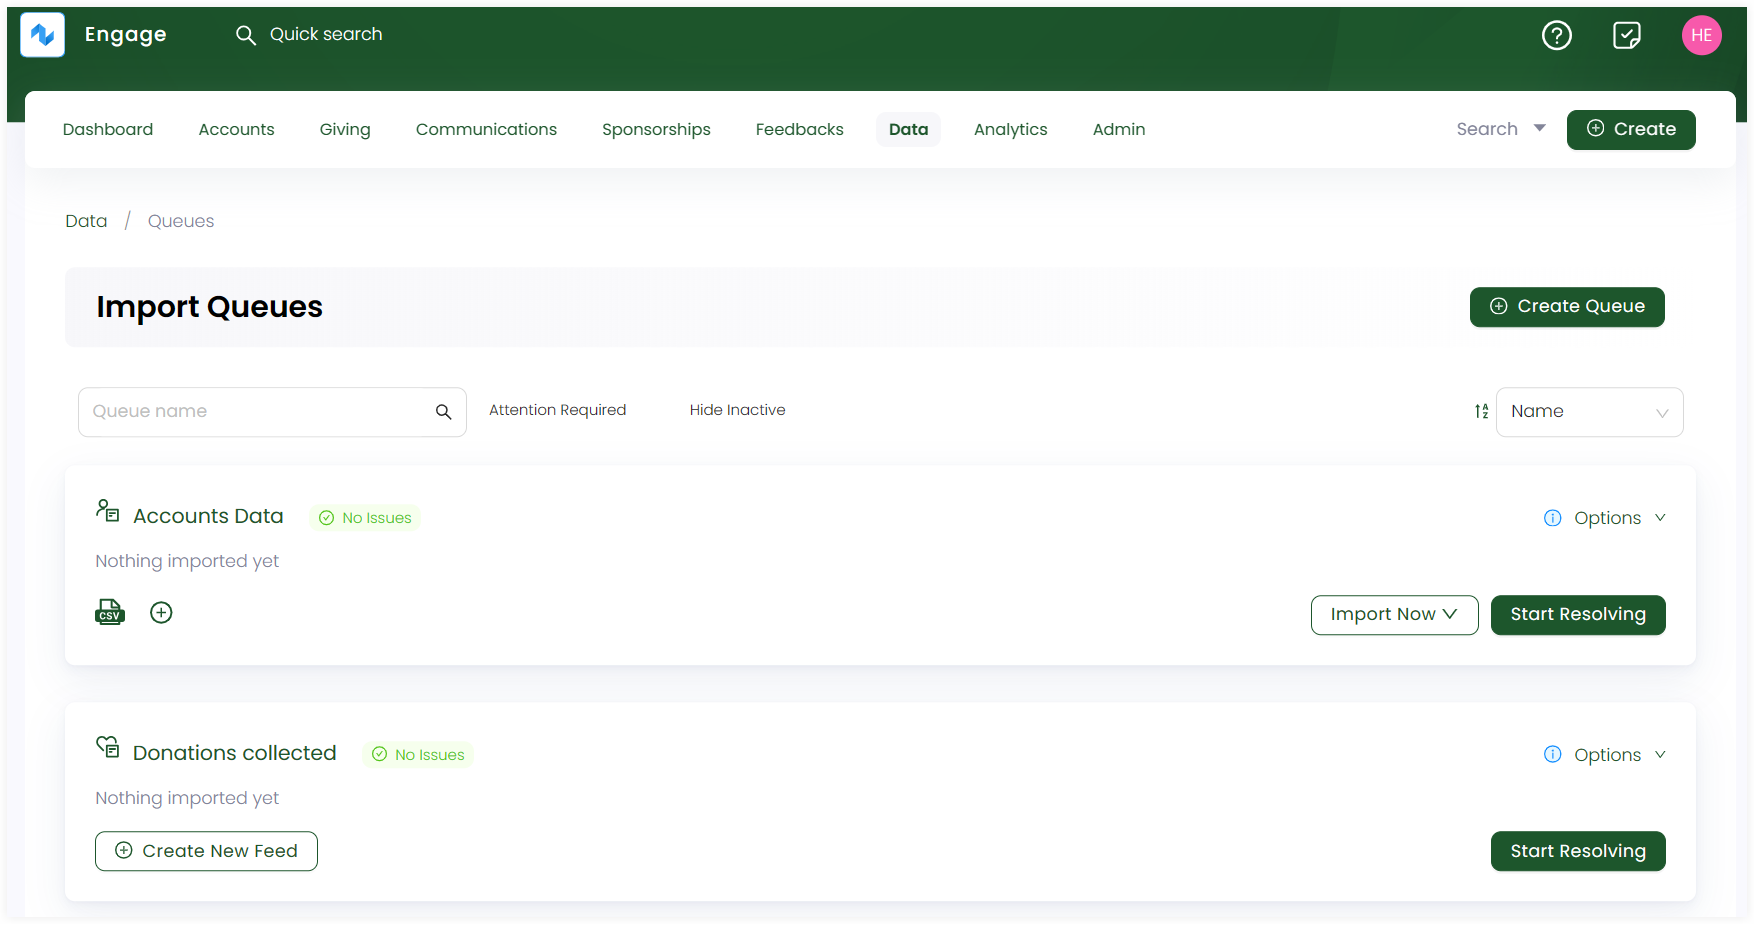 Engage
Quick search
HE
Dashboard Accounts Giving Communications Sponsorships Feedbacks Data Analytics Admin Search Create
Data / Queues
Import Queues
Create Queue
Queue name
Attention Required
Hide Inactive
Name
Accounts Data
No Issues
Options
Nothing imported yet
CSV
Import Now
Start Resolving
Donations collected
No Issues
Options
Nothing imported yet
Create New Feed
Start Resolving